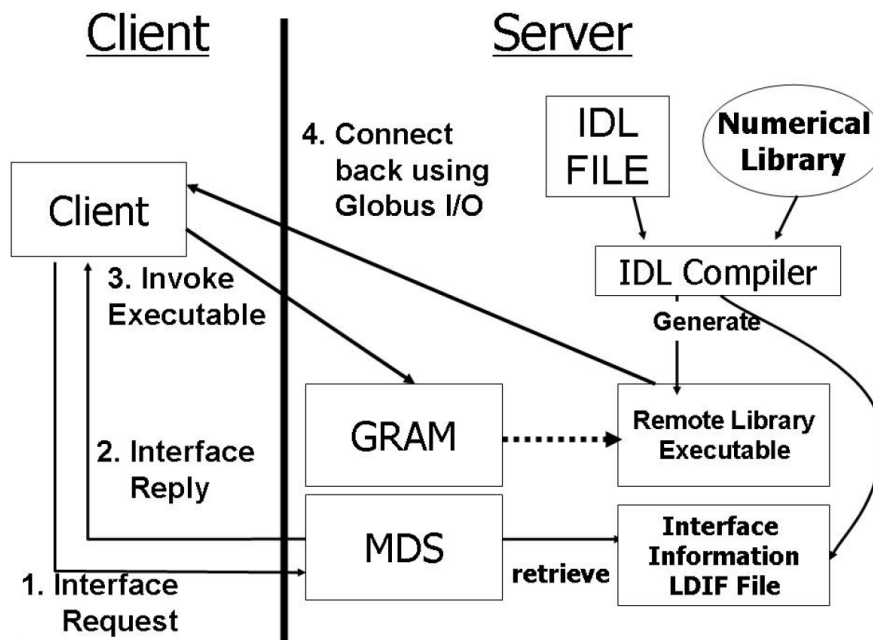 Client
Server
4. Connect
back using
Globus I/O
IDL
FILE
Numerical
Library
Client
IDL Compiler
3. Invoke
Executable
Generate
GRAM
Remote Library
Executable
2. Interface
Reply
MDS
retrieve
Interface
Information
LDIF File
1. Interface
Request